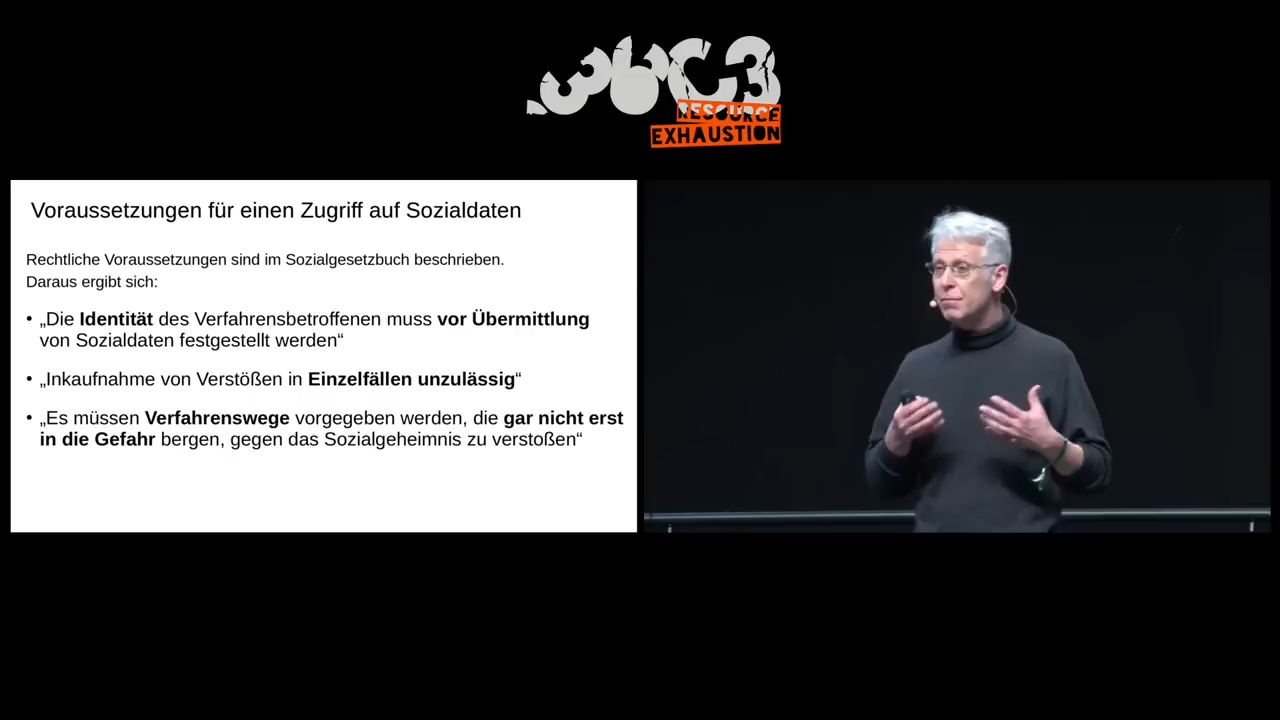 36C3
RESOURCE
EXHAUSTION
Voraussetzungen für einen Zugriff auf Sozialdaten
Rechtliche Voraussetzungen sind im Sozialgesetzbuch beschrieben.
Daraus ergibt sich:
• „Die Identität des Verfahrensbetroffenen muss vor Übermittlung
von Sozialdaten festgestellt werden“
• „Inkaufnahme von Verstößen in Einzelfällen unzulässig“
• „Es müssen Verfahrenswege vorgegeben werden, die gar nicht erst
in die Gefahr bergen, gegen das Sozialgeheimnis zu verstoßen“